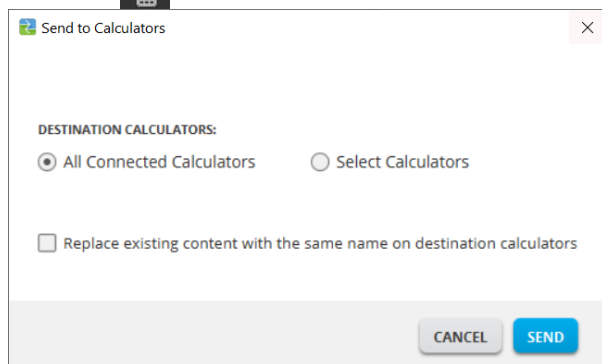 Send to Calculators
DESTINATION CALCULATORS:
All Connected Calculators Select Calculators
Replace existing content with the same name on destination calculators
CANCEL SEND